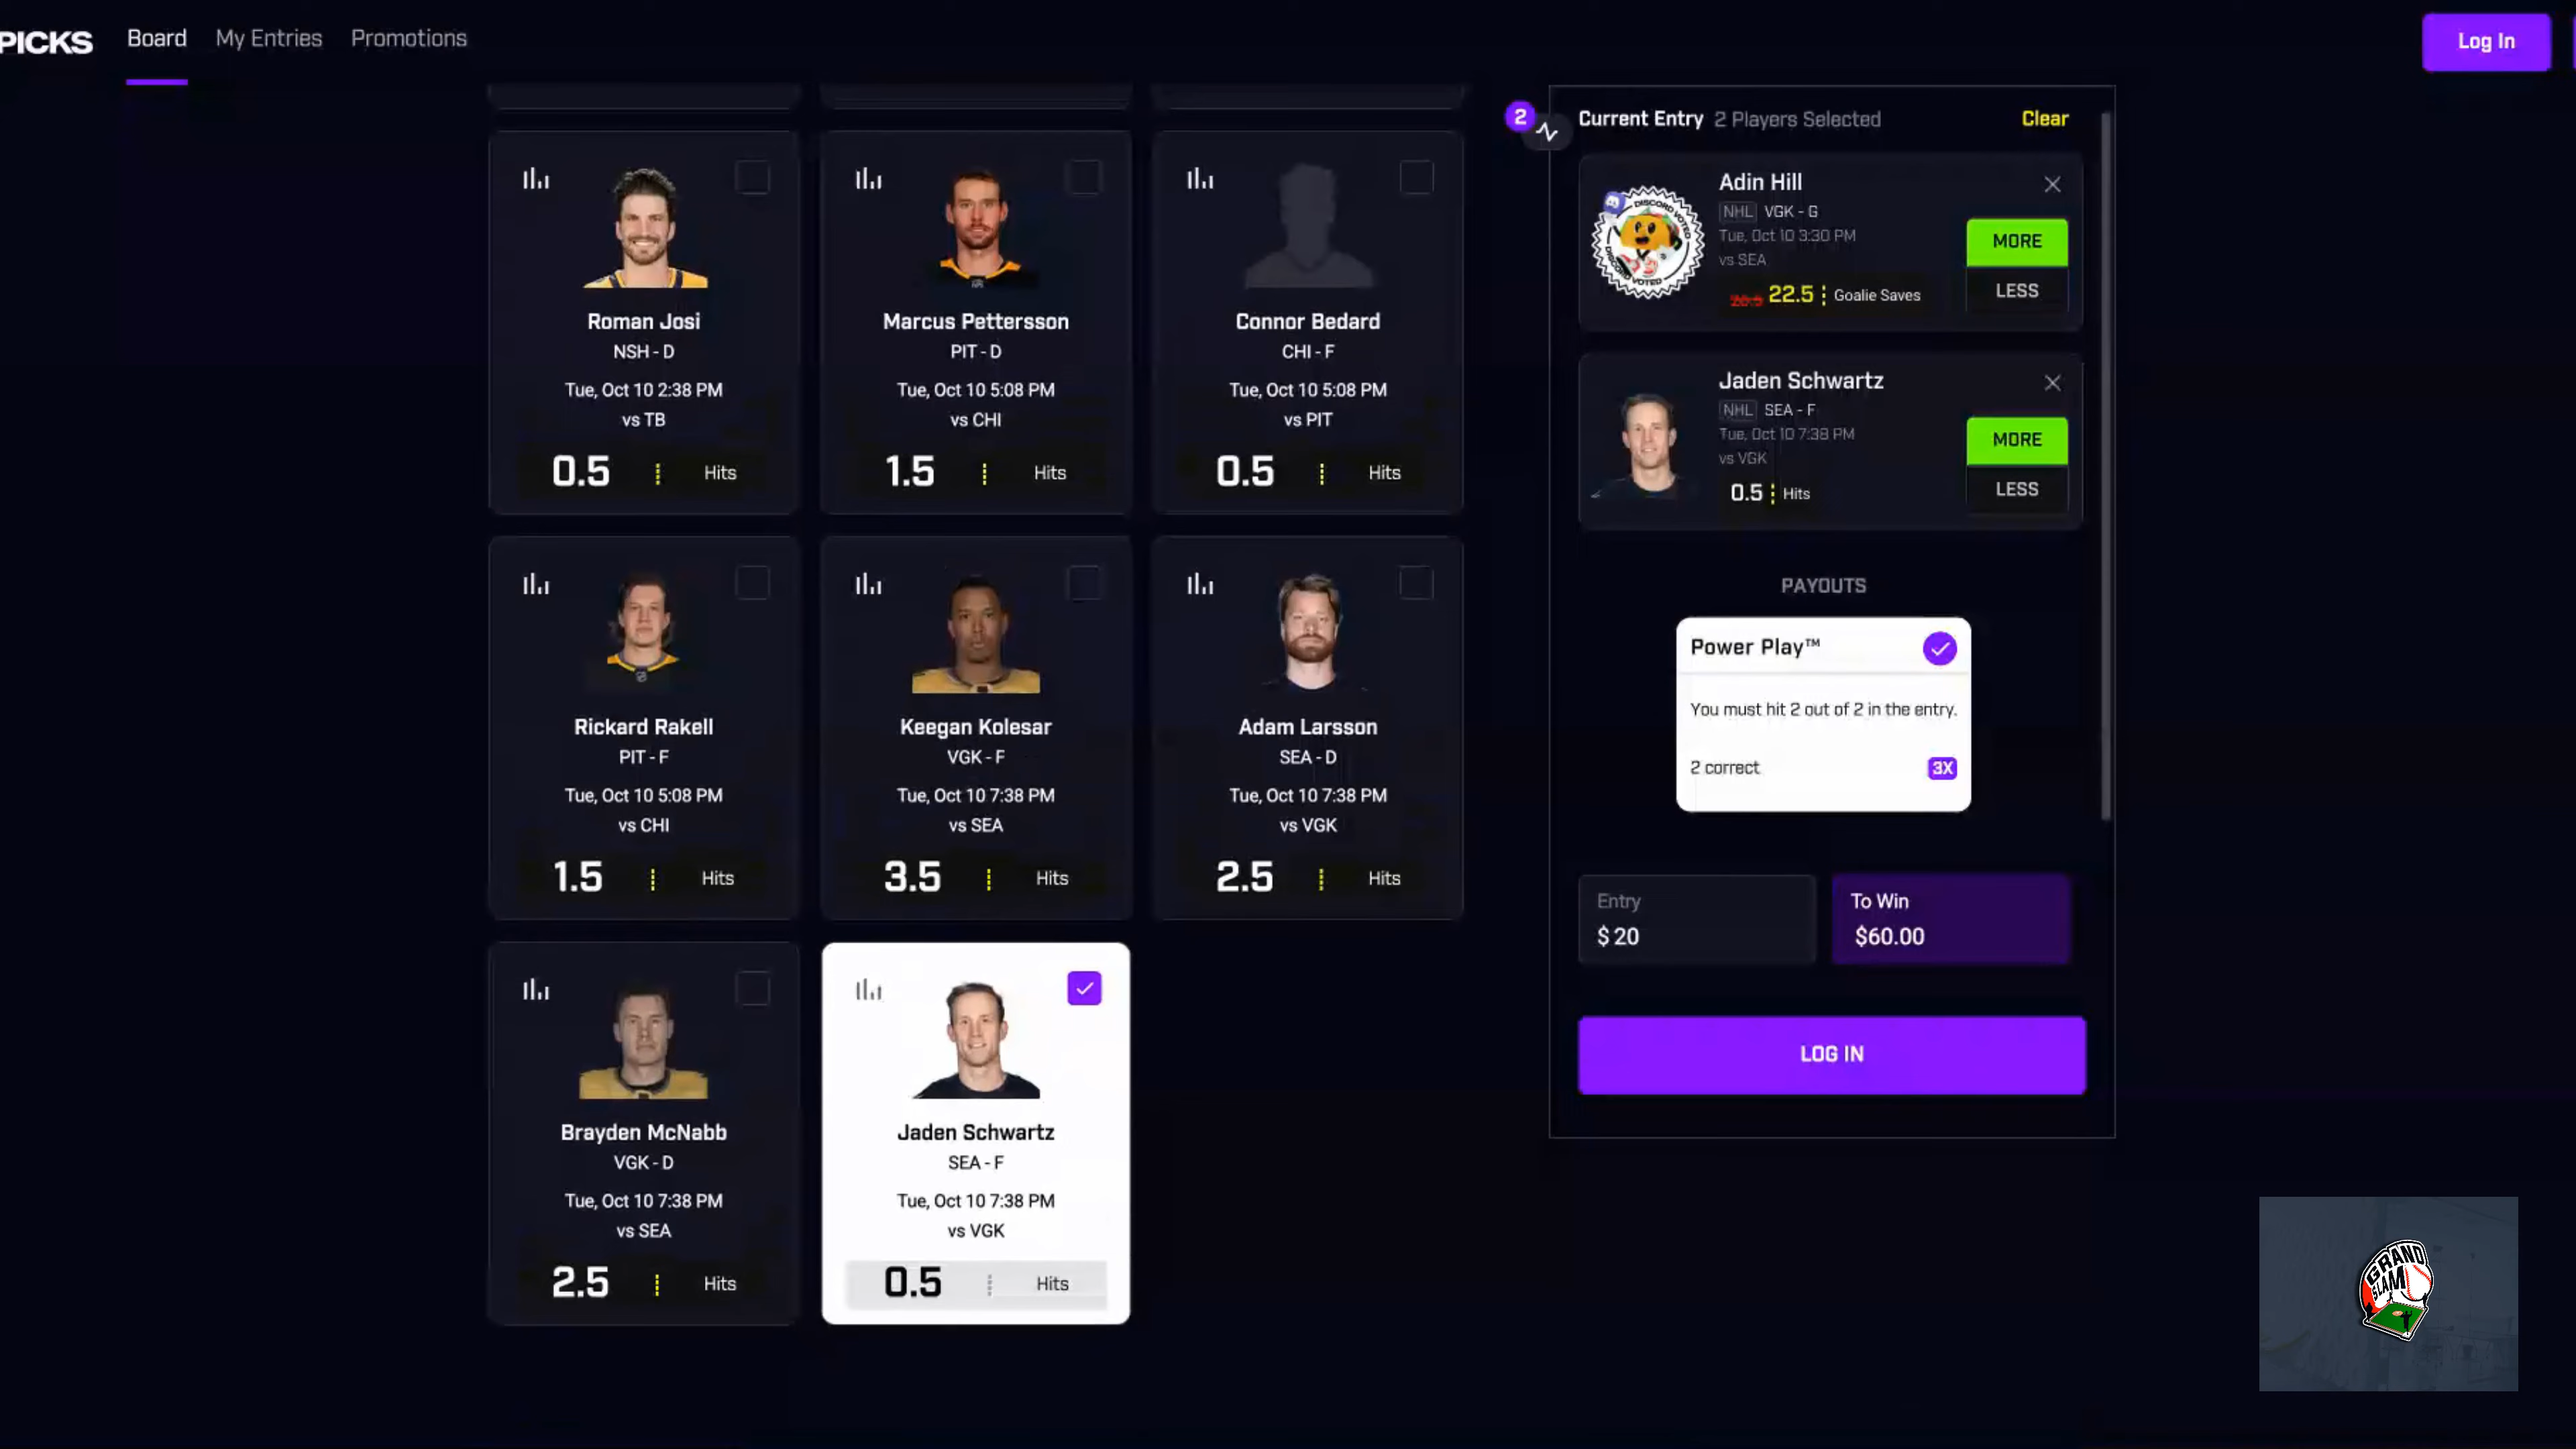 PICKS
Board
My Entries
Promotions
Log In
Roman Josi
NSH - D
Tue, Oct 10 2:38 PM
vs TB
0.5
Hits
Marcus Pettersson
PIT - D
Tue, Oct 10 5:08 PM
vs CHI
1.5
Hits
Connor Bedard
CHI - F
Tue, Oct 10 5:08 PM
vs PIT
0.5
Hits
Rickard Rakell
PIT - F
Tue, Oct 10 5:08 PM
vs CHI
1.5
Hits
Keegan Kolesar
VGK - F
Tue, Oct 10 7:38 PM
vs SEA
3.5
Hits
Adam Larsson
SEA - D
Tue, Oct 10 7:38 PM
vs VGK
2.5
Hits
Brayden McNabb
VGK - D
Tue, Oct 10 7:38 PM
vs SEA
2.5
Hits
Jaden Schwartz
SEA - F
Tue, Oct 10 7:38 PM
vs VGK
0.5
Hits
2
Current Entry 2 Players Selected
Clear
DISCORD VOTED
DISCORD VOTED
Adin Hill
NHL VGK - G
Tue, Oct 10 3:30 PM
vs SEA
22.5 Goalie Saves
MORE
LESS
Jaden Schwartz
NHL SEA - F
Tue, Oct 10 7:38 PM
vs VGK
0.5 Hits
MORE
LESS
PAYOUTS
Power Play™
You must hit 2 out of 2 in the entry.
2 correct
3X
Entry
$ 20
To Win
$60.00
LOG IN
GRAND
SLAM